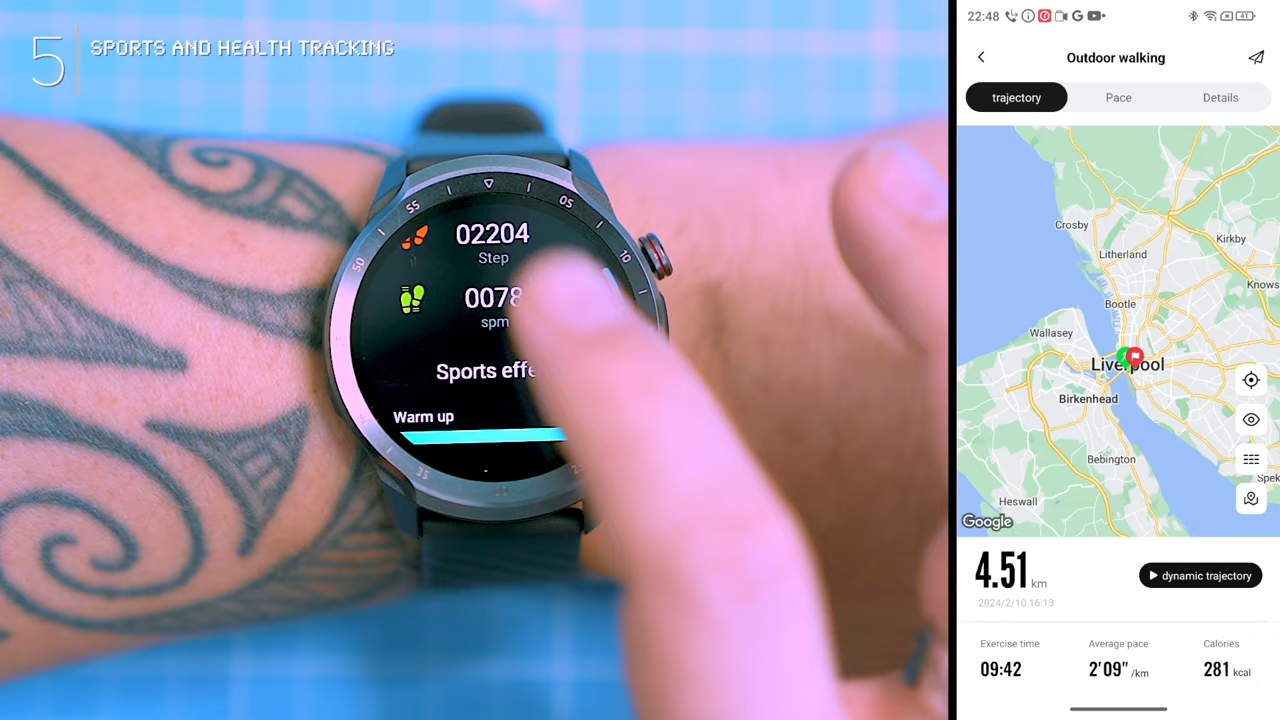 5
SPORTS AND HEALTH TRACKING
55
05
50
10
02204
Step
0078
spm
Sports effe
Warm up
35
22:48
41
Outdoor walking
trajectory
Pace
Details
Crosby
Kirkby
Litherland
Knows
Bootle
Wallasey
Liverpool
Birkenhead
Bebington
Spek
Heswall
Google
4.51 km
dynamic trajectory
2024/2/10 16:13
Exercise time
Average pace
Calories
09:42
2'09" /km
281 kcal